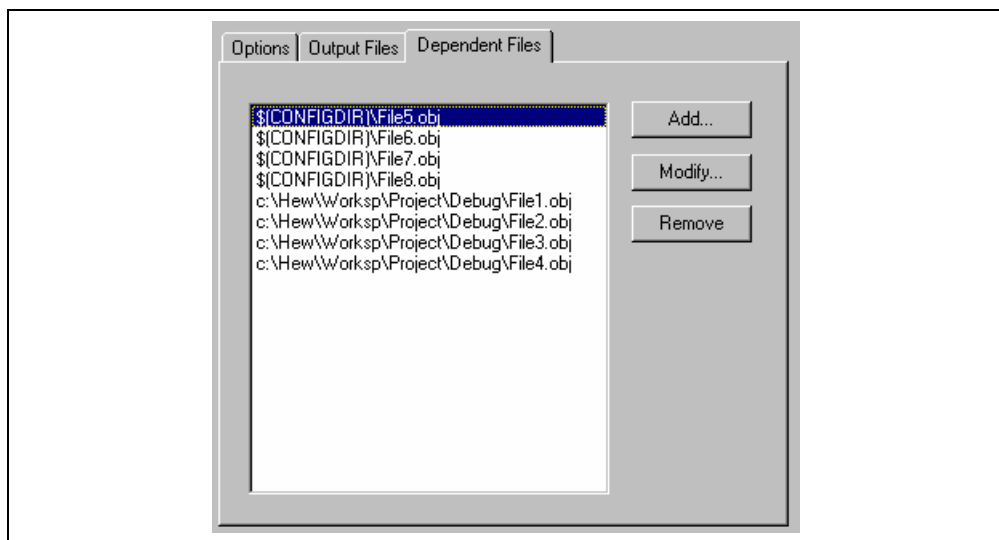 Options Output Files Dependent Files
$(CONFIGDIR)\File5.obj
$(CONFIGDIR)\File6.obj
$(CONFIGDIR)\File7.obj
$(CONFIGDIR)\File8.obj
c:\Hew\Worksp\Project\Debug\File1.obj
c:\Hew\Worksp\Project\Debug\File2.obj
c:\Hew\Worksp\Project\Debug\File3.obj
c:\Hew\Worksp\Project\Debug\File4.obj
Add...
Modify...
Remove